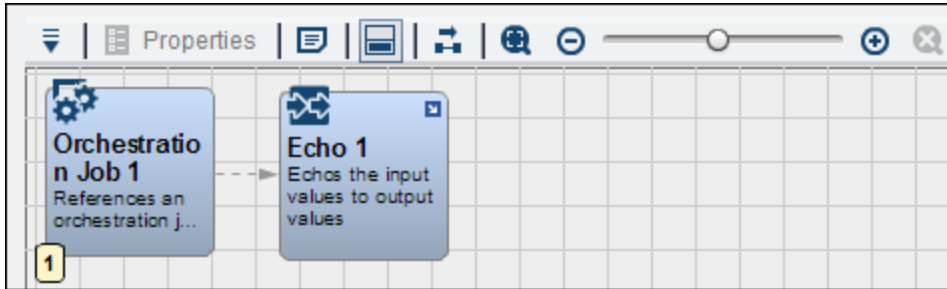 Properties
Orchestratio
n Job 1
References an
orchestration j...
1
Echo 1
Echos the input
values to output
values